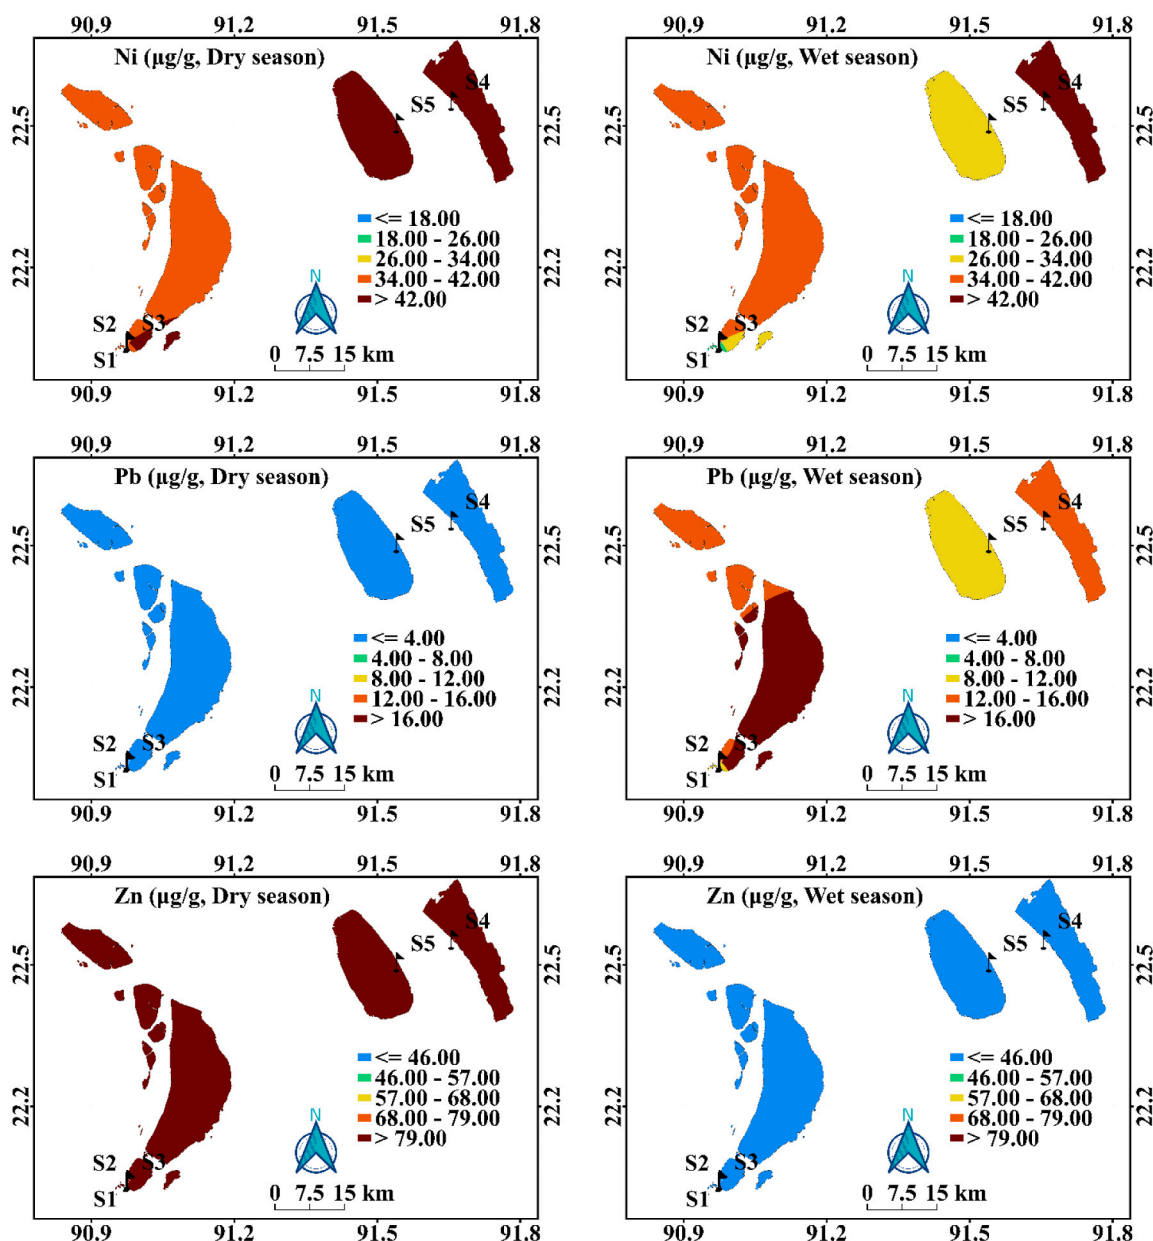 90.9 91.2 91.5 91.8 90.9 91.2 91.5 91.8
Ni (µg/g, Dry season) Ni (µg/g, Wet season)
S4 S4
S5 S5
22.5 22.5 22.5 22.5
<= 18.00 <= 18.00
18.00 - 26.00 18.00 - 26.00
26.00 - 34.00 26.00 - 34.00
22.2 22.2 22.2 22.2
34.00 - 42.00 34.00 - 42.00
> 42.00 > 42.00
N N
S2 S3 S2 S3
S1 S1
0 7.5 15 km 0 7.5 15 km
90.9 91.2 91.5 91.8 90.9 91.2 91.5 91.8
90.9 91.2 91.5 91.8 90.9 91.2 91.5 91.8
Pb (µg/g, Dry season) Pb (µg/g, Wet season)
S4 S4
S5 S5
22.5 22.5 22.5 22.5
<= 4.00 <= 4.00
4.00 - 8.00 4.00 - 8.00
8.00 - 12.00 8.00 - 12.00
22.2 22.2 22.2 22.2
12.00 - 16.00 12.00 - 16.00
> 16.00 > 16.00
N N
S2 S3 S2 S3
S1 S1
0 7.5 15 km 0 7.5 15 km
90.9 91.2 91.5 91.8 90.9 91.2 91.5 91.8
90.9 91.2 91.5 91.8 90.9 91.2 91.5 91.8
Zn (µg/g, Dry season) Zn (µg/g, Wet season)
S4 S4
S5 S5
22.5 22.5 22.5 22.5
<= 46.00 <= 46.00
46.00 - 57.00 46.00 - 57.00
57.00 - 68.00 57.00 - 68.00
22.2 22.2 22.2 22.2
68.00 - 79.00 68.00 - 79.00
> 79.00 > 79.00
N N
S2 S3 S2 S3
S1 S1
0 7.5 15 km 0 7.5 15 km
90.9 91.2 91.5 91.8 90.9 91.2 91.5 91.8